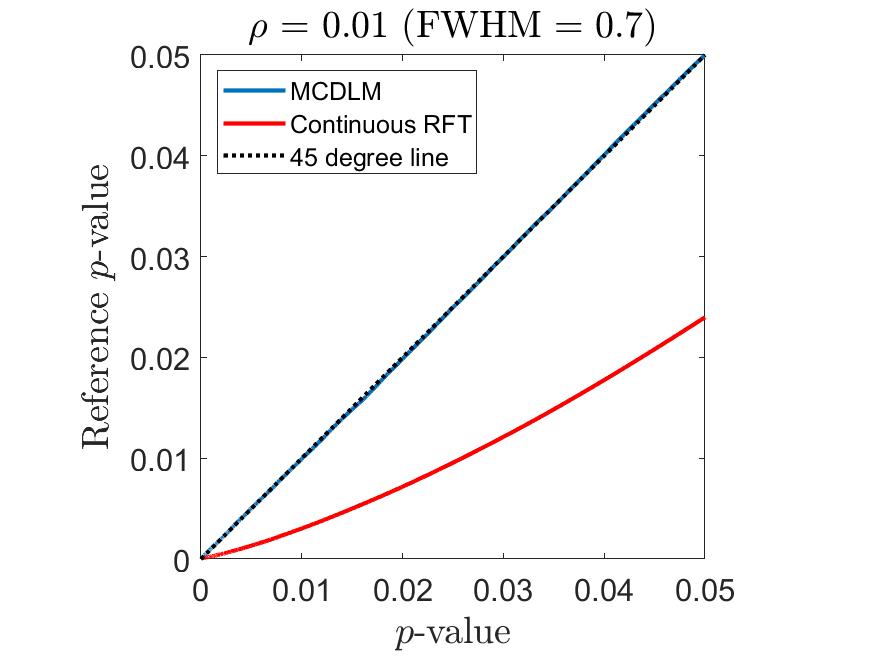 ρ = 0.01 (FWHM = 0.7)
MCDLM
Continuous RFT
45 degree line
Reference p-value
0.05
0.04
0.03
0.02
0.01
0
0 0.01 0.02 0.03 0.04 0.05
p-value